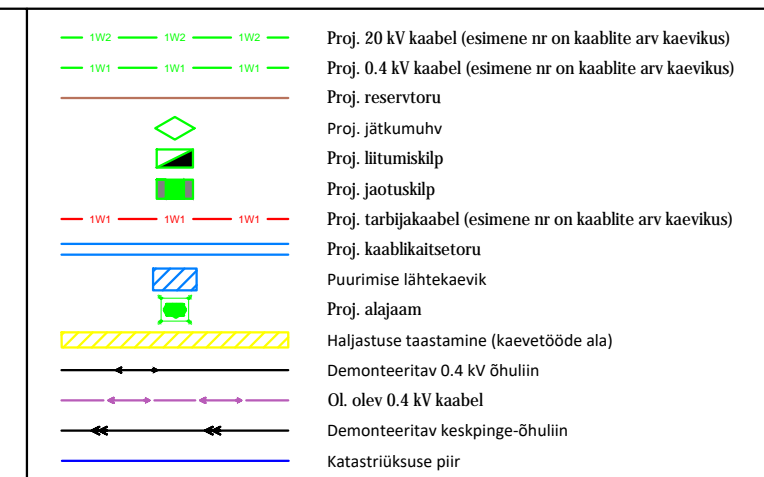 1W2 1W2 1W2 Proj. 20 kV kaabel (esimene nr on kaablite arv kaevikus)
1W1 1W1 1W1 Proj. 0.4 kV kaabel (esimene nr on kaablite arv kaevikus)
Proj. reservtoru
Proj. jätkumuhv
Proj. liitumiskilp
Proj. jaotuskilp
1W1 1W1 1W1 Proj. tarbijakaabel (esimene nr on kaablite arv kaevikus)
Proj. kaablikaitsetoru
Puurimise lähtekaevik
Proj. alajaam
Haljastuse taastamine (kaevetööde ala)
Demonteeritav 0.4 kV õhuliin
Ol. olev 0.4 kV kaabel
Demonteeritav keskpinge-õhuliin
Katastriüksuse piir